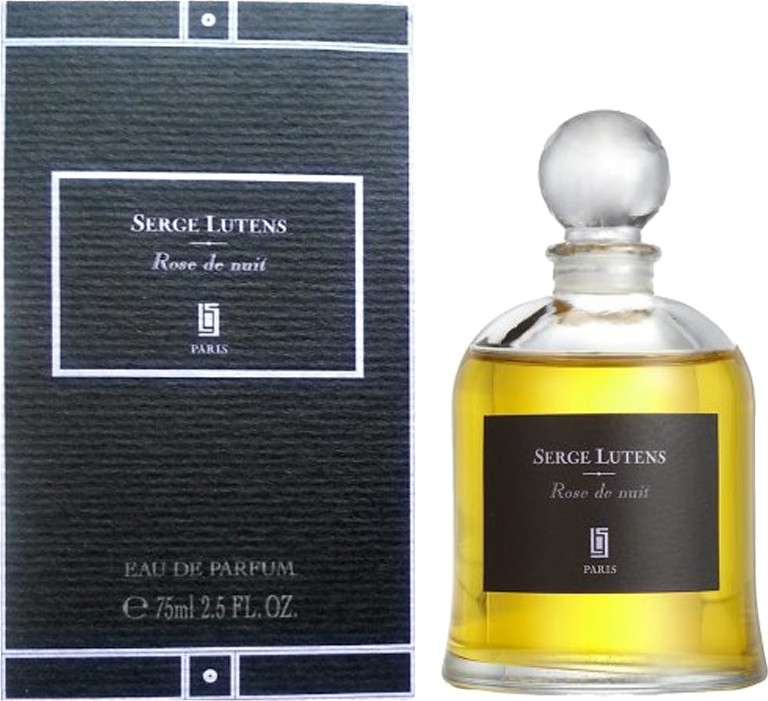 SERGE LUTENS
Rose de nuit
PARIS
EAU DE PARFUM
℮ 75ml 2.5 FL.OZ.
SERGE LUTENS
Rose de nuit
PARIS